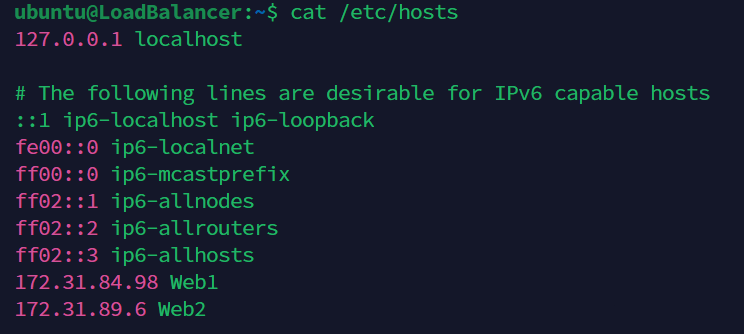 ubuntu@LoadBalancer:~$ cat /etc/hosts
127.0.0.1 localhost
# The following lines are desirable for IPv6 capable hosts
::1 ip6-localhost ip6-loopback
fe00::0 ip6-localnet
ff00::0 ip6-mcastprefix
ff02::1 ip6-allnodes
ff02::2 ip6-allrouters
ff02::3 ip6-allhosts
172.31.84.98 Web1
172.31.89.6 Web2